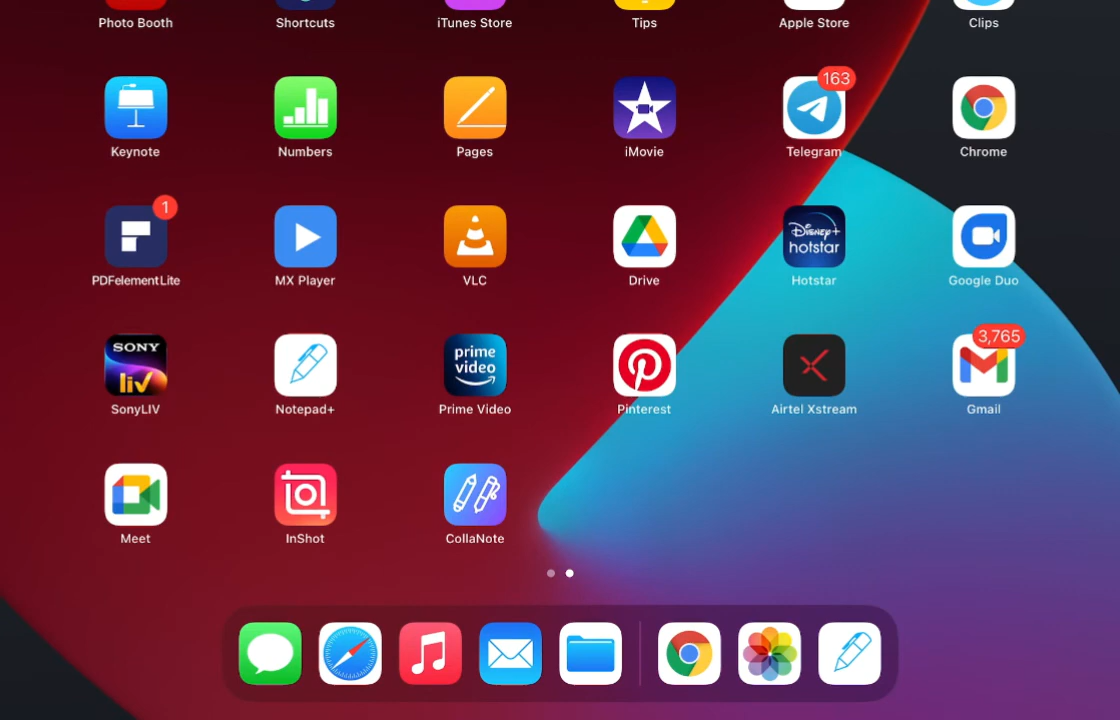 Photo Booth
Shortcuts
iTunes Store
Tips
Apple Store
Clips
163
Keynote
Numbers
Pages
iMovie
Telegram
Chrome
1
Disney+
hotstar
PDFelementLite
MX Player
VLC
Drive
Hotstar
Google Duo
3,765
SONY
liv
prime
video
SonyLIV
Notepad+
Prime Video
Pinterest
Airtel Xstream
Gmail
Meet
InShot
CollaNote